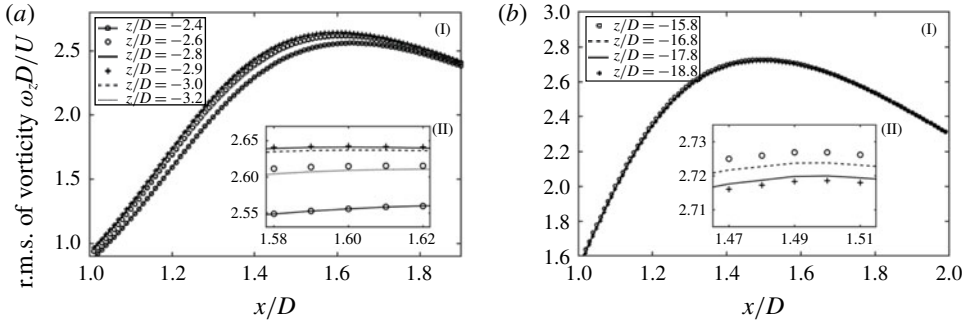 (a)
r.m.s. of vorticity ω_zD/U
2.5
2.0
1.5
1.0
(I)
z/D = −2.4
z/D = −2.6
z/D = −2.8
z/D = −2.9
z/D = −3.0
z/D = −3.2
(II)
2.65
2.60
2.55
1.58 1.60 1.62
1.0 1.2 1.4 1.6 1.8
x/D
(b)
3.0
2.8
2.6
2.4
2.2
2.0
1.8
1.6
(I)
z/D = −15.8
z/D = −16.8
z/D = −17.8
z/D = −18.8
(II)
2.73
2.72
2.71
1.47 1.49 1.51
1.0 1.2 1.4 1.6 1.8 2.0
x/D